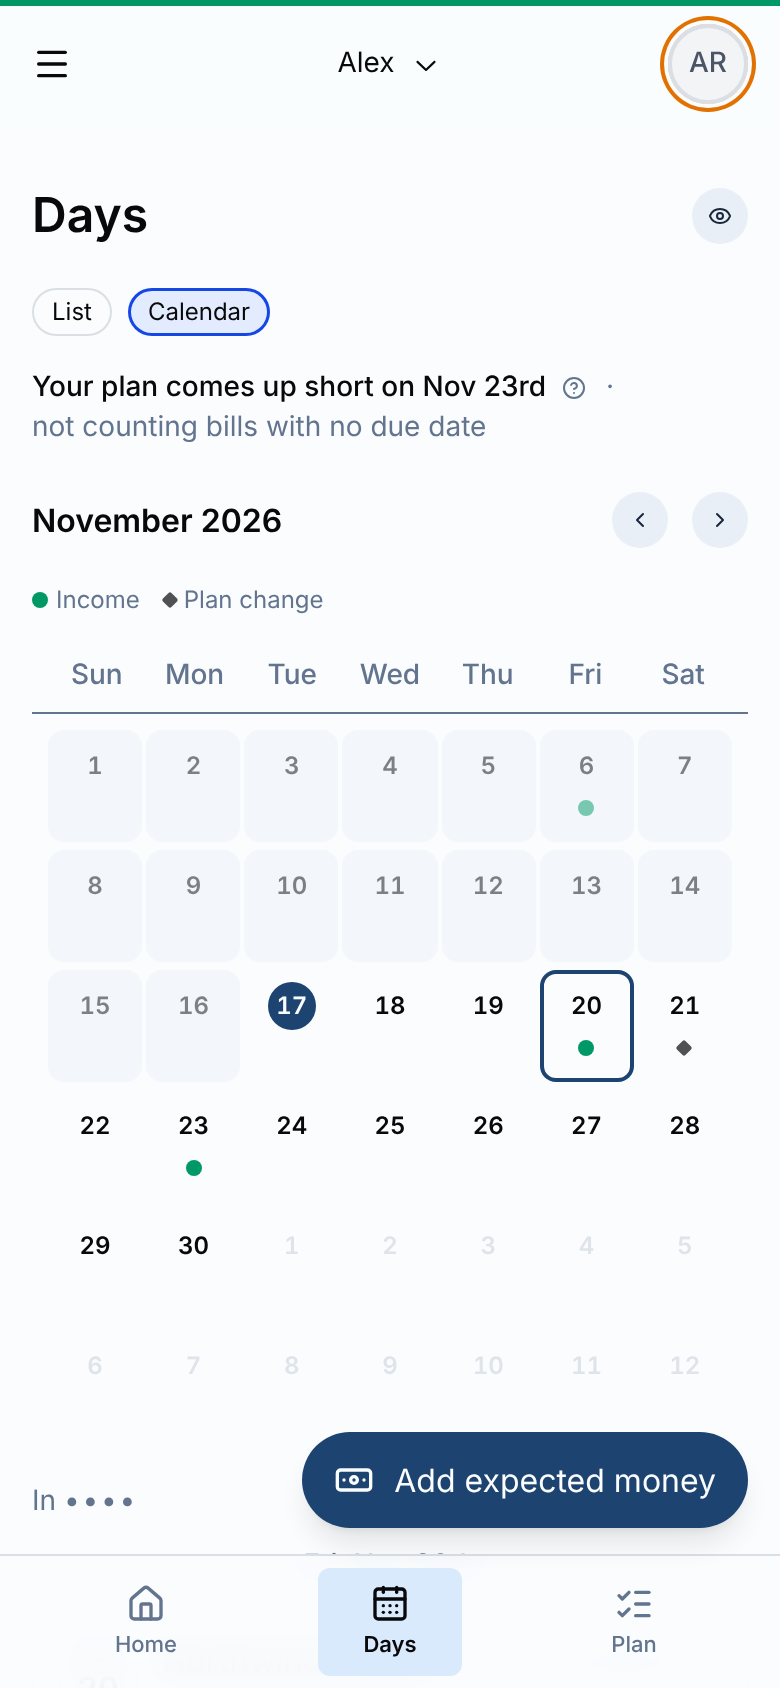 Alex
AR
Days
List Calendar
Your plan comes up short on Nov 23rd ·
not counting bills with no due date
November 2026
Income Plan change
Sun Mon Tue Wed Thu Fri Sat
1 2 3 4 5 6 7
8 9 10 11 12 13 14
15 16 17 18 19 20 21
22 23 24 25 26 27 28
29 30 1 2 3 4 5
6 7 8 9 10 11 12
In ••••
Add expected money
Home Days Plan